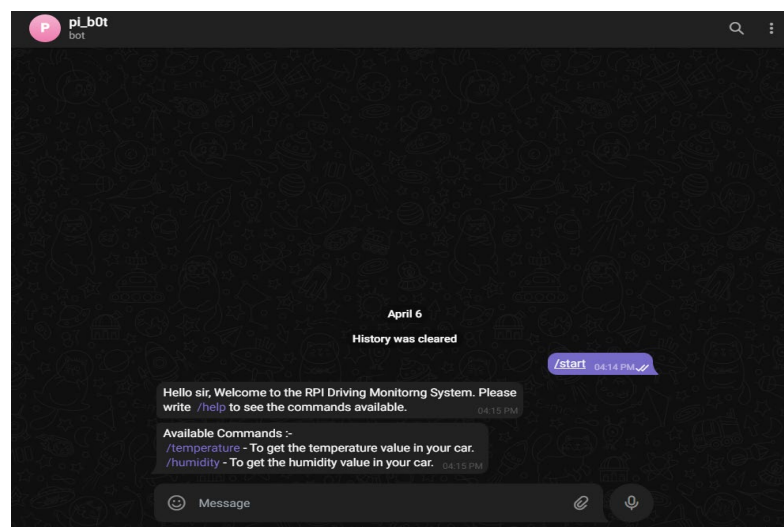 P
pi_b0t
bot
April 6
History was cleared
/start 04:14 PM
Hello sir, Welcome to the RPI Driving Monitorng System. Please
write /help to see the commands available. 04:15 PM
Available Commands :-
/temperature - To get the temperature value in your car.
/humidity - To get the humidity value in your car. 04:15 PM
Message